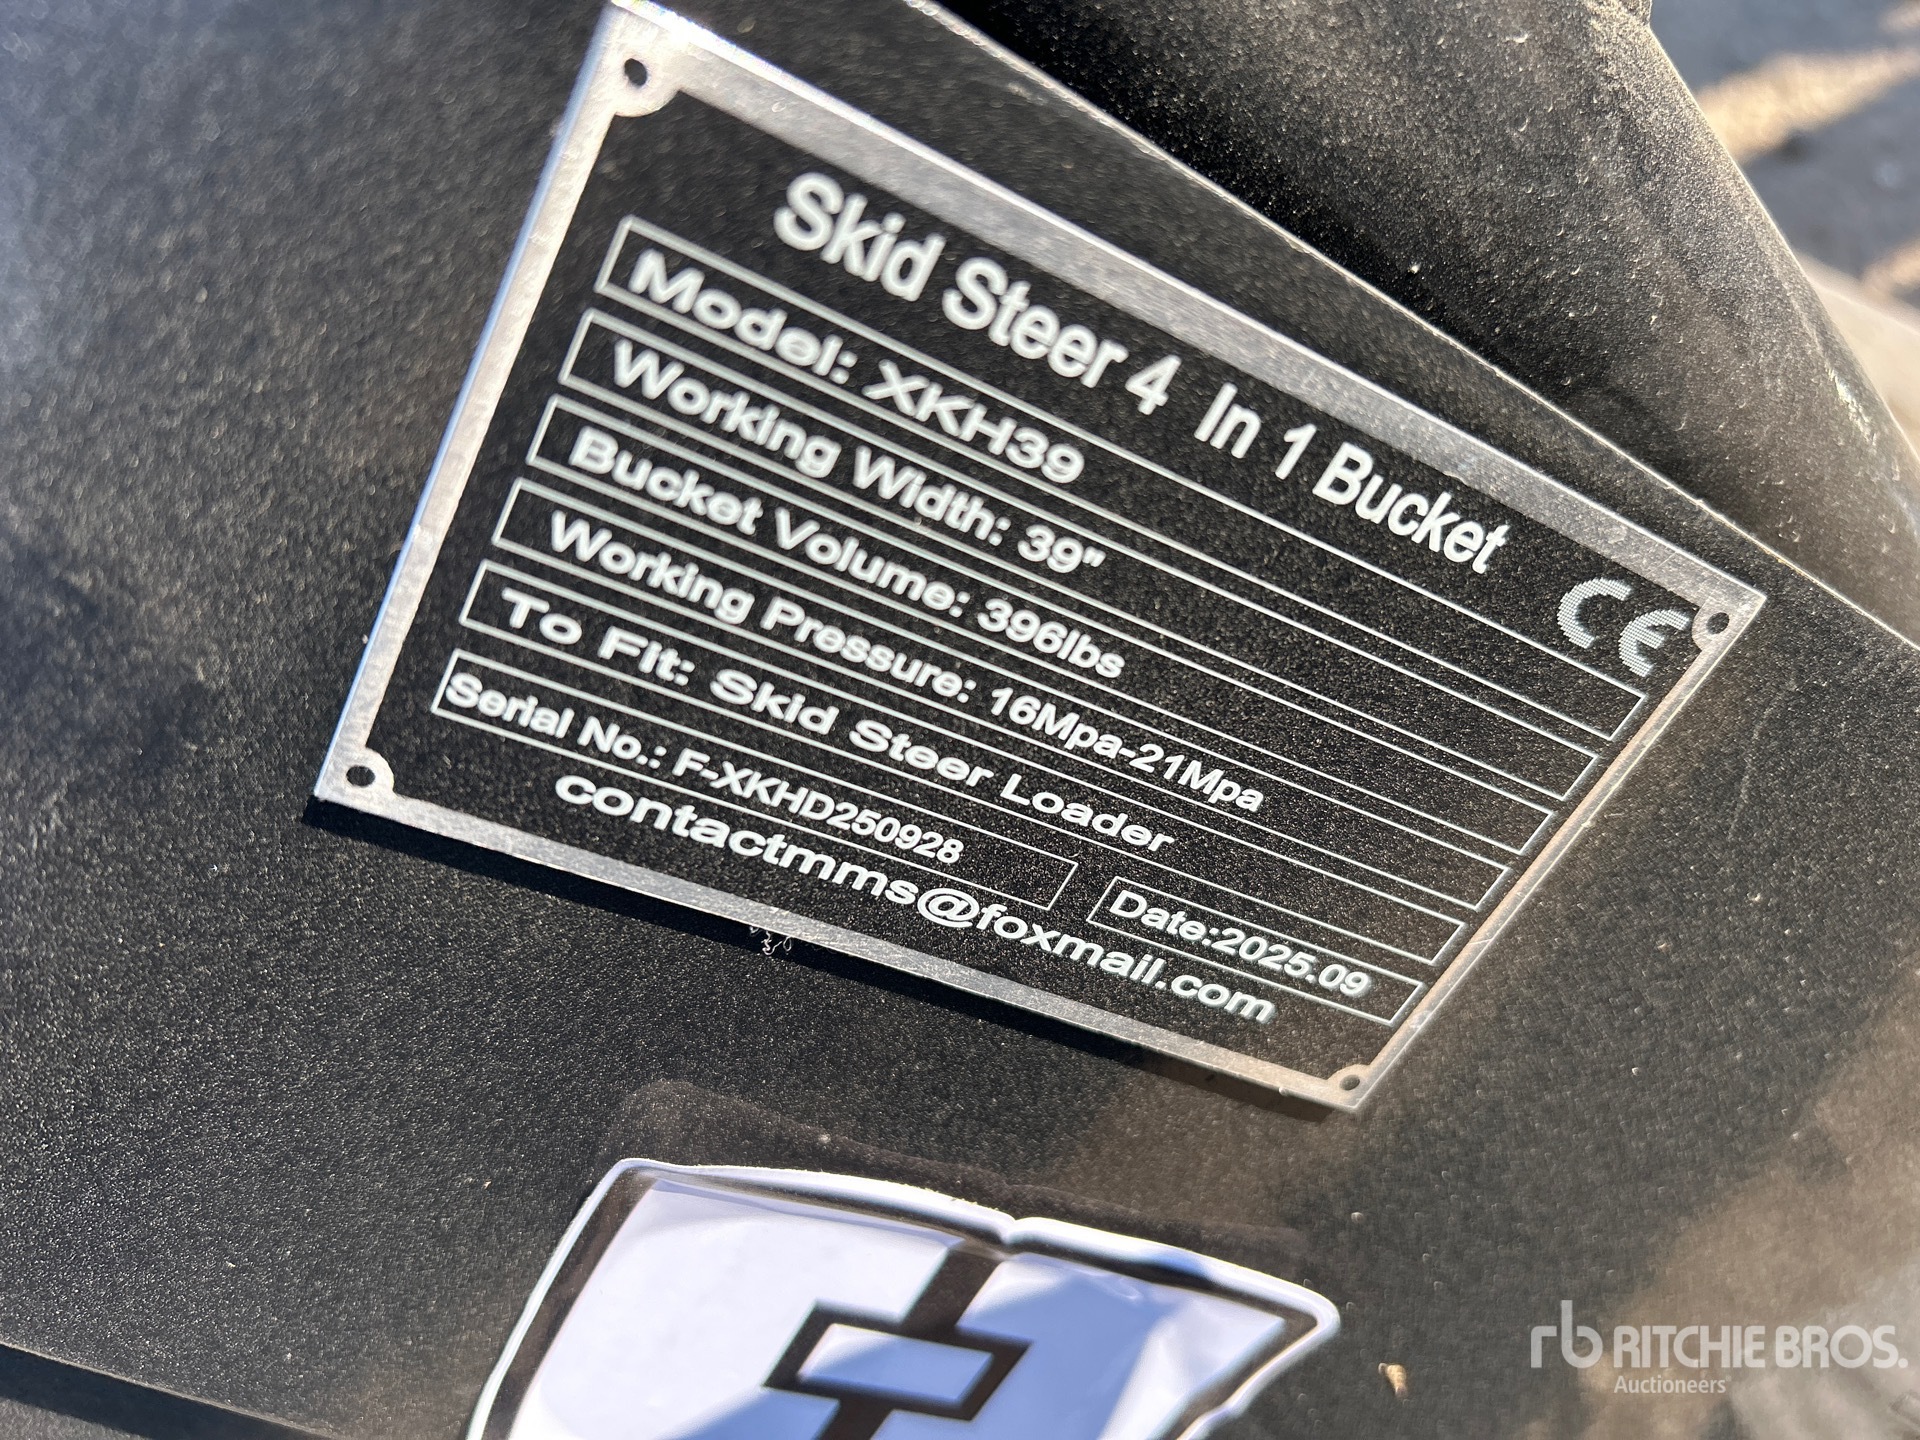 Skid Steer 4 In 1 Bucket
Model: XKH39
CE
Working Width: 39"
Bucket Volume: 396lbs
Working Pressure: 16Mpa-21Mpa
To Fit: Skid Steer Loader
Serial No.: F-XKHD250928
Date:2025.09
contactmms@foxmail.com
rb RITCHIE BROS.
Auctioneers